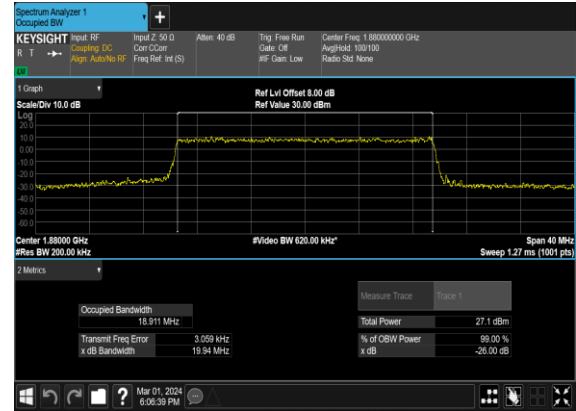 Spectrum Analyzer 1
Occupied BW
KEYSIGHT
R T
Input: RF
Coupling: DC
Align: Auto/No RF
Input Z: 50 Ω
Corr CCorr
Freq Ref: Int (S)
Atten: 40 dB
Trig: Free Run
Gate: Off
#IF Gain: Low
Center Freq: 1.880000000 GHz
Avg|Hold: 100/100
Radio Std: None
LV
1 Graph
Scale/Div 10.0 dB
Ref Lvl Offset 8.00 dB
Ref Value 30.00 dBm
Log
20.0
10.0
0.00
-10.0
-20.0
-30.0
-40.0
-50.0
-60.0
Center 1.88000 GHz
#Res BW 200.00 kHz
#Video BW 620.00 kHz*
Span 40 MHz
Sweep 1.27 ms (1001 pts)
2 Metrics
Measure Trace Trace 1
Occupied Bandwidth
18.911 MHz
Total Power 27.1 dBm
Transmit Freq Error 3.059 kHz
% of OBW Power 99.00 %
x dB Bandwidth 19.94 MHz
x dB -26.00 dB
?
Mar 01, 2024
6:06:39 PM